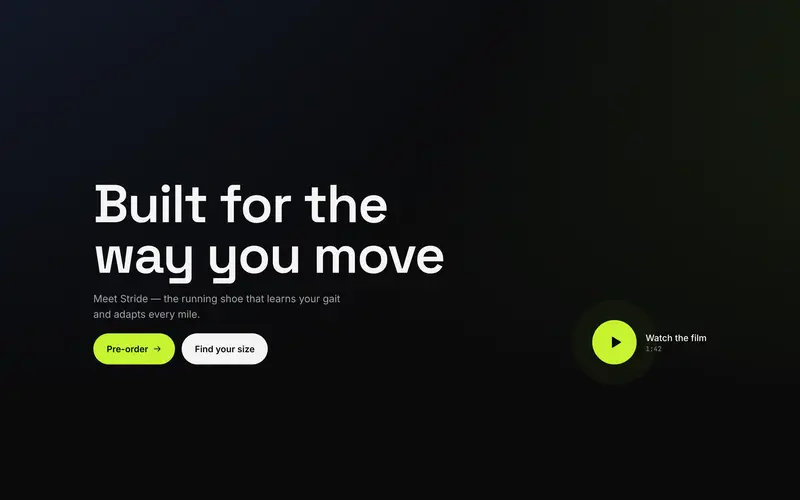 Built for the
way you move
Meet Stride — the running shoe that learns your gait
and adapts every mile.
Pre-order →
Find your size
Watch the film
1:42